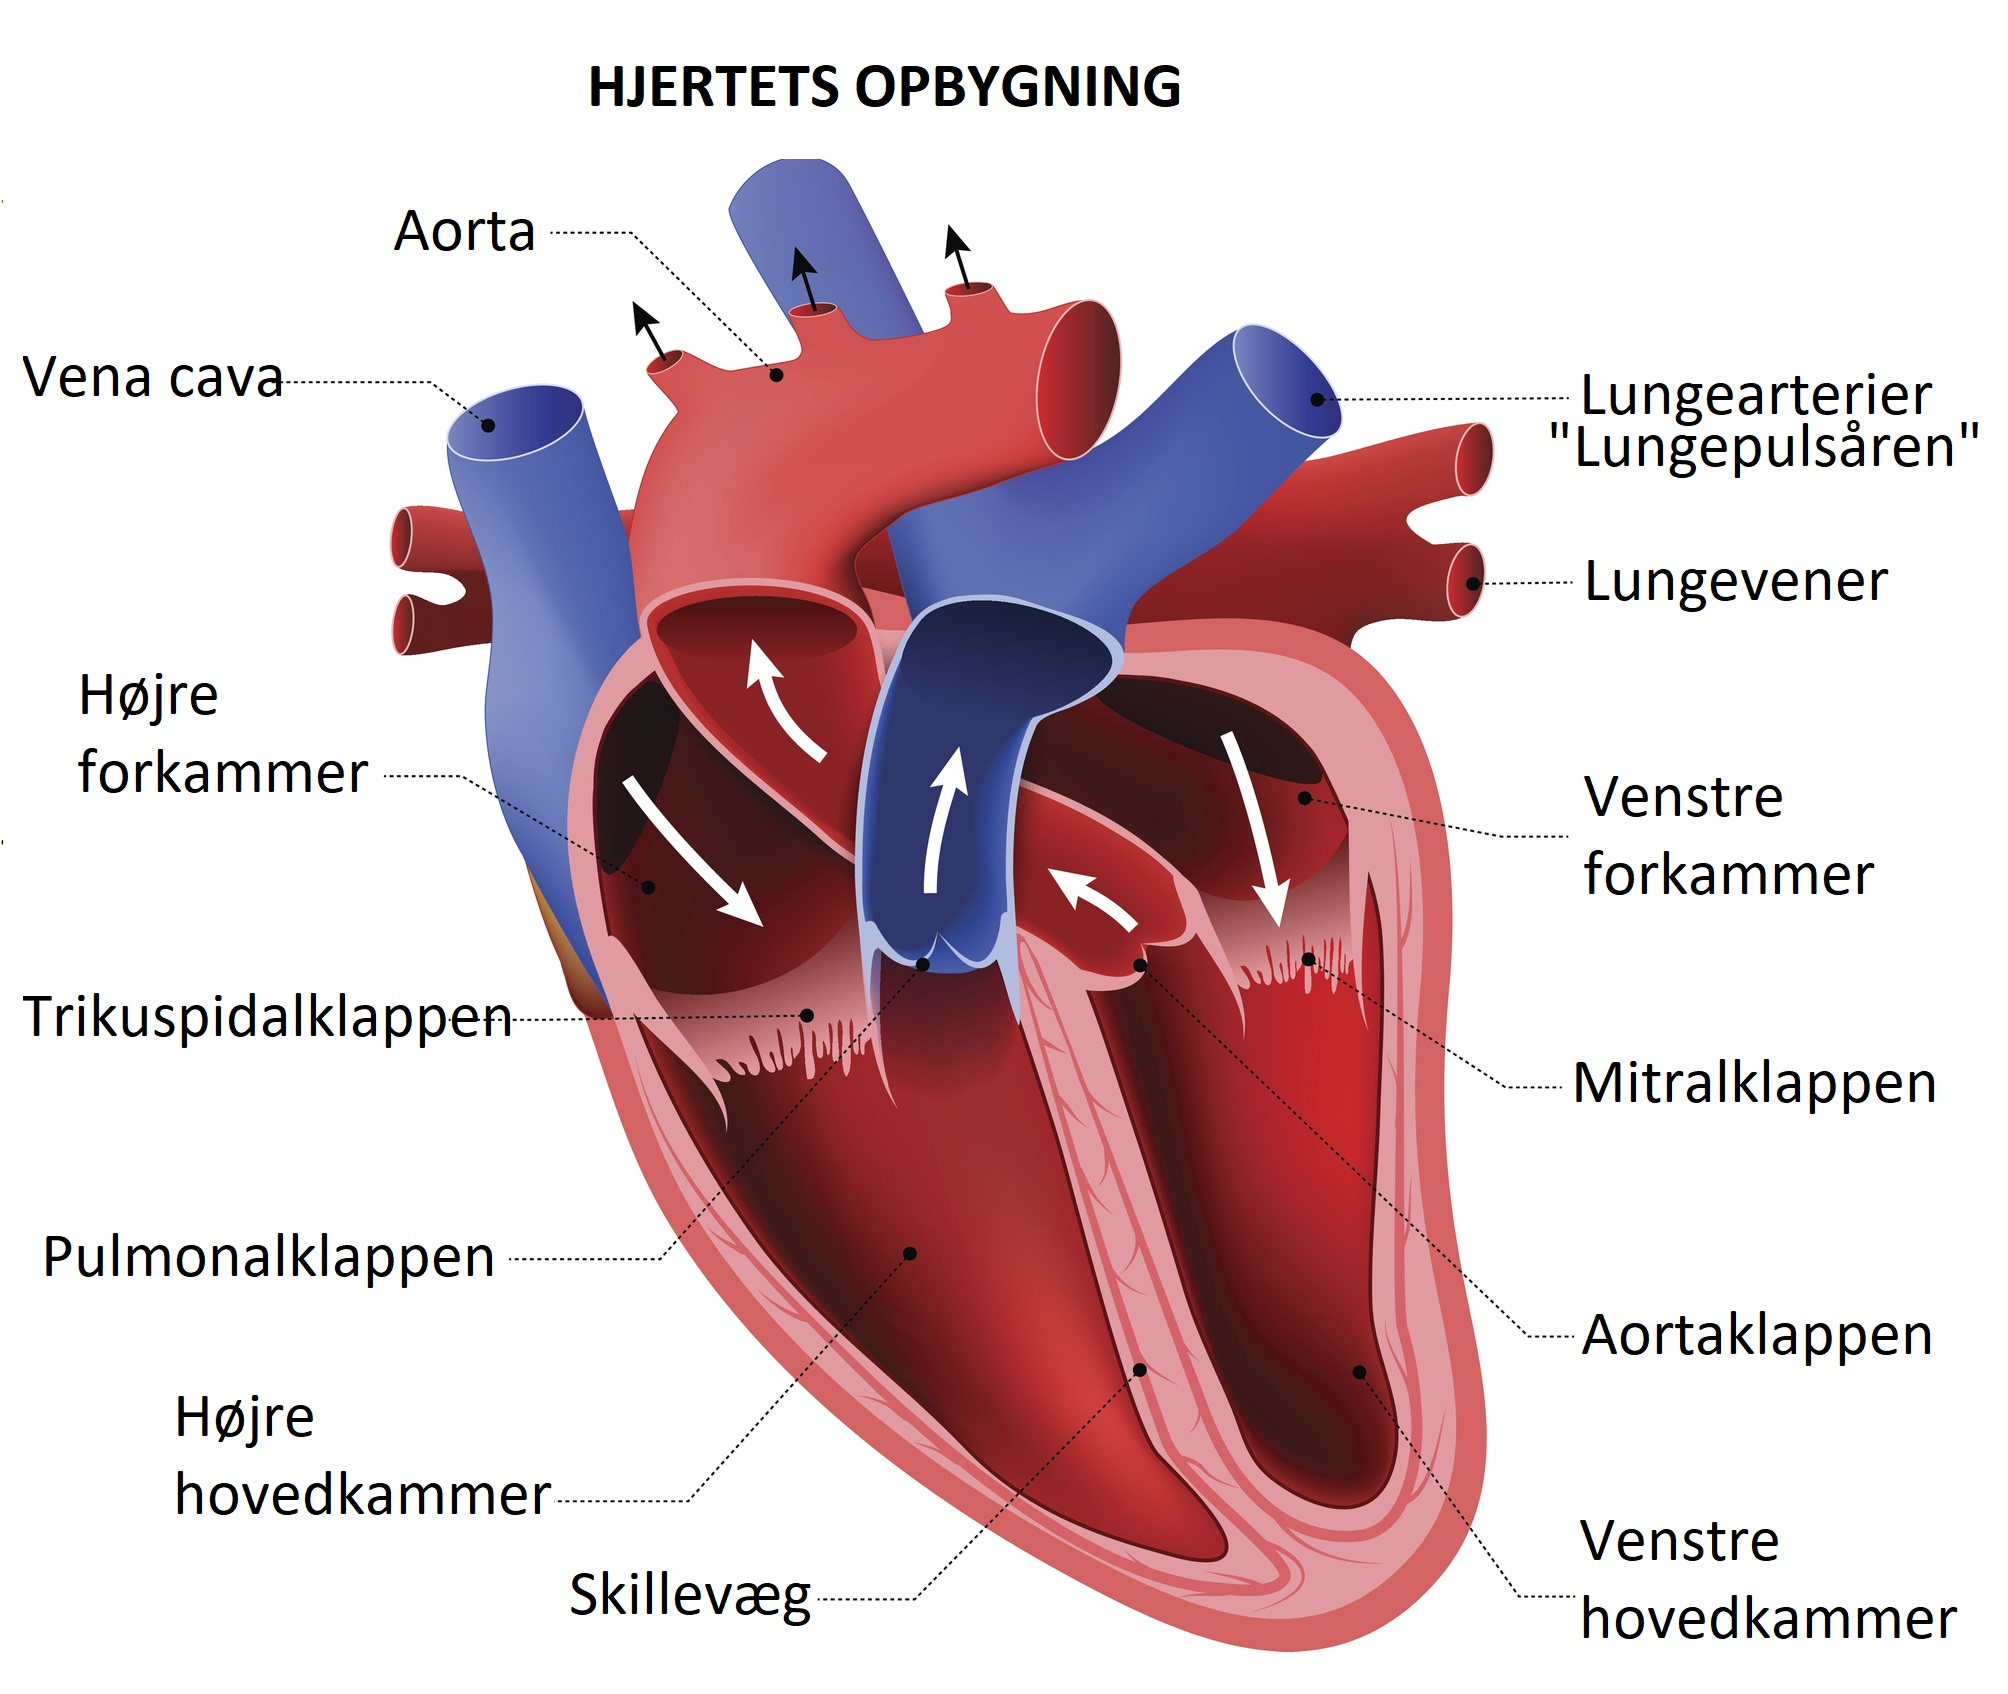 HJERTETS OPBYGNING
Aorta
Vena cava
Lungearterier
"Lungepulsåren"
Lungevener
Højre
forkammer
Venstre
forkammer
Trikuspidalklappen
Mitralklappen
Pulmonalklappen
Aortaklappen
Højre
hovedkammer
Skillevæg
Venstre
hovedkammer